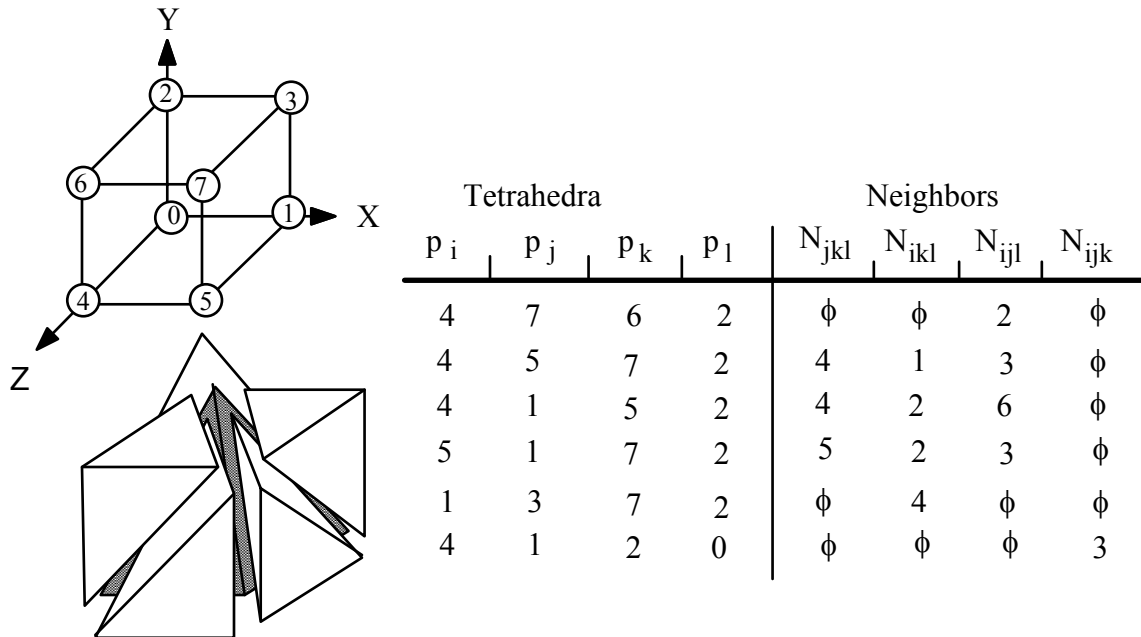 Y
2
3
6
7
0
1
X
4
5
Z
Tetrahedra Neighbors
p i p j p k p l N jkl N ikl N ijl N ijk
4 7 6 2 ϕ ϕ 2 ϕ
4 5 7 2 4 1 3 ϕ
4 1 5 2 4 2 6 ϕ
5 1 7 2 5 2 3 ϕ
1 3 7 2 ϕ 4 ϕ ϕ
4 1 2 0 ϕ ϕ ϕ 3